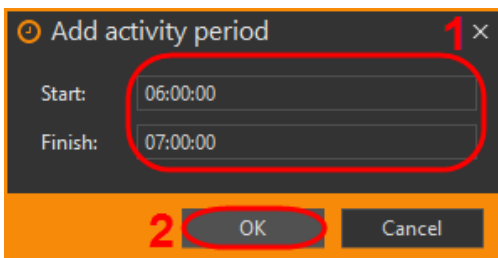 Add activity period 1
Start: 06:00:00
Finish: 07:00:00
2 OK Cancel